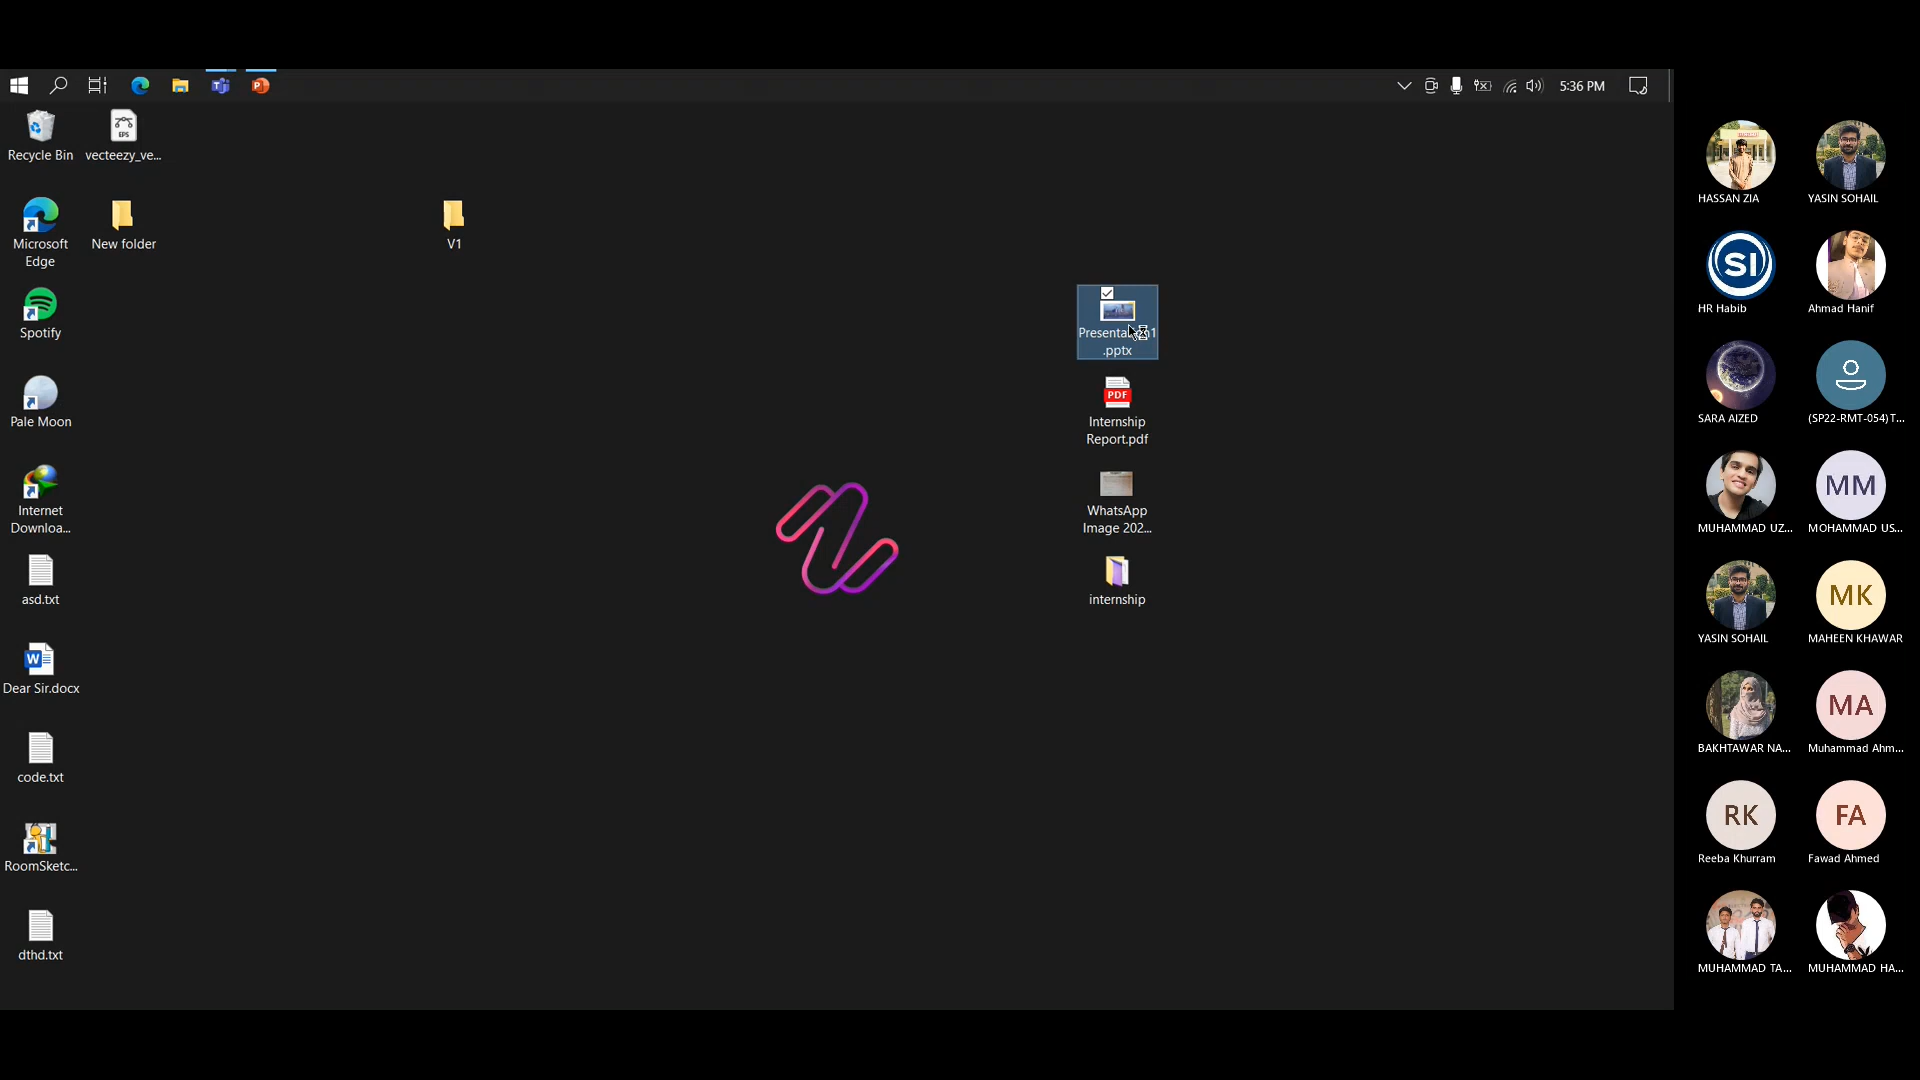 5:36 PM
Recycle Bin
EPS
vecteezy_ve...
Microsoft
Edge
New folder
V1
Spotify
Presentation1
.pptx
Pale Moon
PDF
Internship
Report.pdf
Internet
Downloa...
WhatsApp
Image 202...
asd.txt
internship
Dear Sir.docx
code.txt
RoomSketc...
dthd.txt
HASSAN ZIA
YASIN SOHAIL
SI
HR Habib
Ahmad Hanif
SARA AIZED
(SP22-RMT-054) T...
MUHAMMAD UZ...
MM
MOHAMMAD US...
YASIN SOHAIL
MK
MAHEEN KHAWAR
BAKHTAWAR NA...
MA
Muhammad Ahm...
RK
Reeba Khurram
FA
Fawad Ahmed
MUHAMMAD TA...
MUHAMMAD HA...